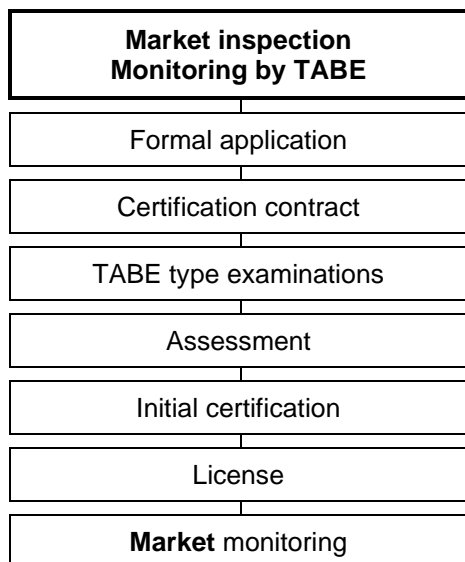 Market inspection
Monitoring by TABE
Formal application
Certification contract
TABE type examinations
Assessment
Initial certification
License
Market monitoring